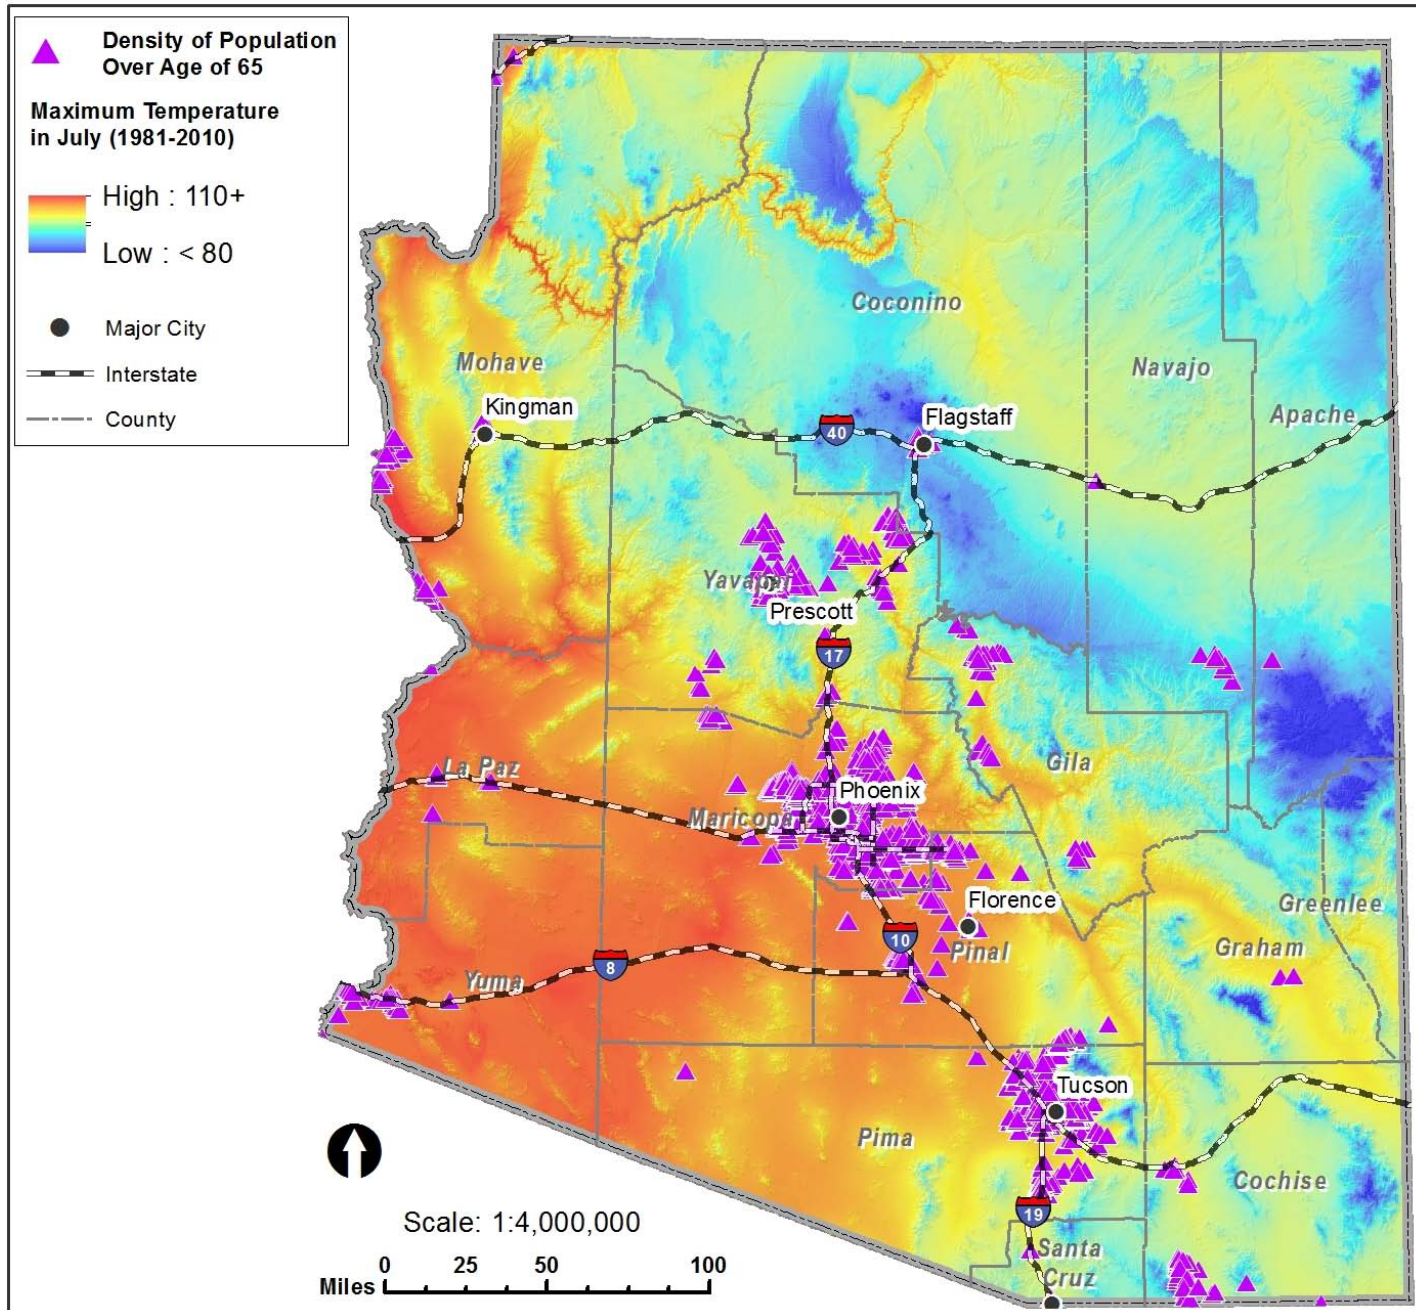 Density of Population
Over Age of 65
Maximum Temperature
in July (1981-2010)
High : 110+
Low : < 80
Major City
Interstate
County
Coconino
Mohave
Navajo
Kingman
Flagstaff
Apache
40
Yavapai
Prescott
17
La Paz
Gila
Phoenix
Maricopa
Florence
Greenlee
10
Pinal
Graham
8
Yuma
Tucson
Pima
Cochise
19
Santa
Cruz
Scale: 1:4,000,000
0 25 50 100
Miles